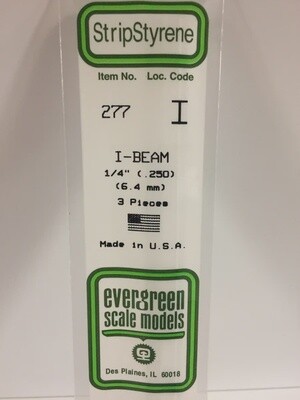 StripStyrene
Item No. Loc. Code
277 I
I-BEAM
1/4" (.250)
(6.4 mm)
3 Pieces
Made in U.S.A.
evergreen
scale models
Des Plaines, IL 60018